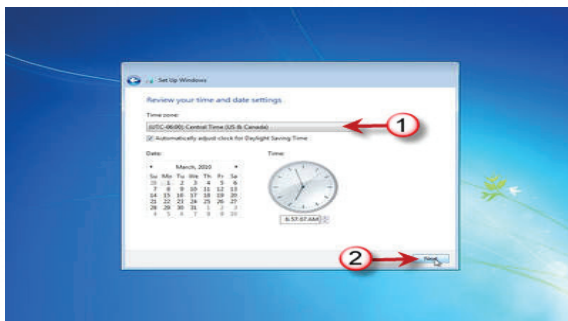 Set Up Windows
Review your time and date settings
Time zone:
(UTC-06:00) Central Time (US & Canada)
1
Automatically adjust clock for Daylight Saving Time
Date:
Time:
March, 2010
Su Mo Tu We Th Fr Sa
28 1 2 3 4 5 6
7 8 9 10 11 12 13
14 15 16 17 18 19 20
21 22 23 24 25 26 27
28 29 30 31 1 2 3
4 5 6 7 8 9 10
6:57:07 AM
2
Next